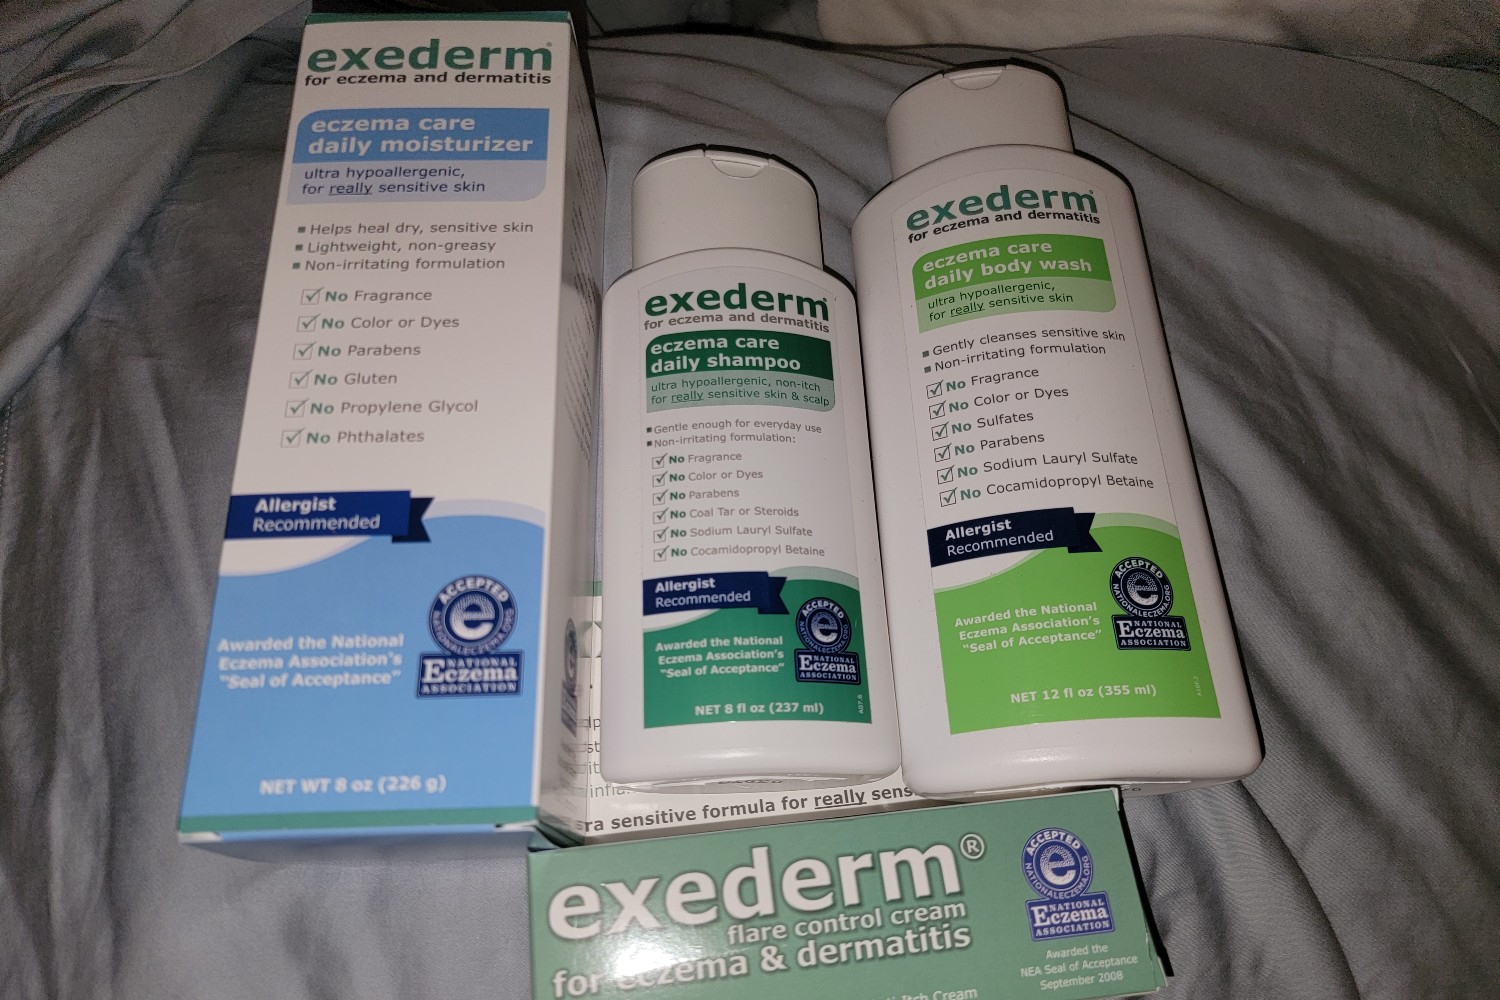 exederm
for eczema and dermatitis
eczema care
daily moisturizer
ultra hypoallergenic,
for really sensitive skin
Helps heal dry, sensitive skin
Lightweight, non-greasy
Non-irritating formulation
No Fragrance
No Color or Dyes
No Parabens
No Gluten
No Propylene Glycol
No Phthalates
Allergist
Recommended
Awarded the National
Eczema Association's
"Seal of Acceptance"
ACCEPTED
NATIONALECZEMA.ORG
NATIONAL
Eczema
ASSOCIATION
NET WT 8 oz (226 g)
exederm
for eczema and dermatitis
eczema care
daily shampoo
ultra hypoallergenic, non-itch
for really sensitive skin & scalp
Gentle enough for everyday use
Non-irritating formulation:
No Fragrance
No Color or Dyes
No Parabens
No Coal Tar or Steroids
No Sodium Lauryl Sulfate
No Cocamidopropyl Betaine
Allergist
Recommended
Awarded the National
Eczema Association's
"Seal of Acceptance"
ACCEPTED
NATIONALECZEMA.ORG
NATIONAL
Eczema
ASSOCIATION
NET 8 fl oz (237 ml)
exederm
for eczema and dermatitis
eczema care
daily body wash
ultra hypoallergenic,
for really sensitive skin
Gently cleanses sensitive skin
Non-irritating formulation
No Fragrance
No Color or Dyes
No Sulfates
No Parabens
No Sodium Lauryl Sulfate
No Cocamidopropyl Betaine
Allergist
Recommended
Awarded the National
Eczema Association's
"Seal of Acceptance"
ACCEPTED
NATIONALECZEMA.ORG
NATIONAL
Eczema
ASSOCIATION
NET 12 fl oz (355 ml)
sensitive formula for really
exederm®
flare control cream
for eczema & dermatitis
Itch Cream
ACCEPTED
NATIONALECZEMA.ORG
NATIONAL
Eczema
ASSOCIATION
Awarded the
NEA Seal of Acceptance
September 2008